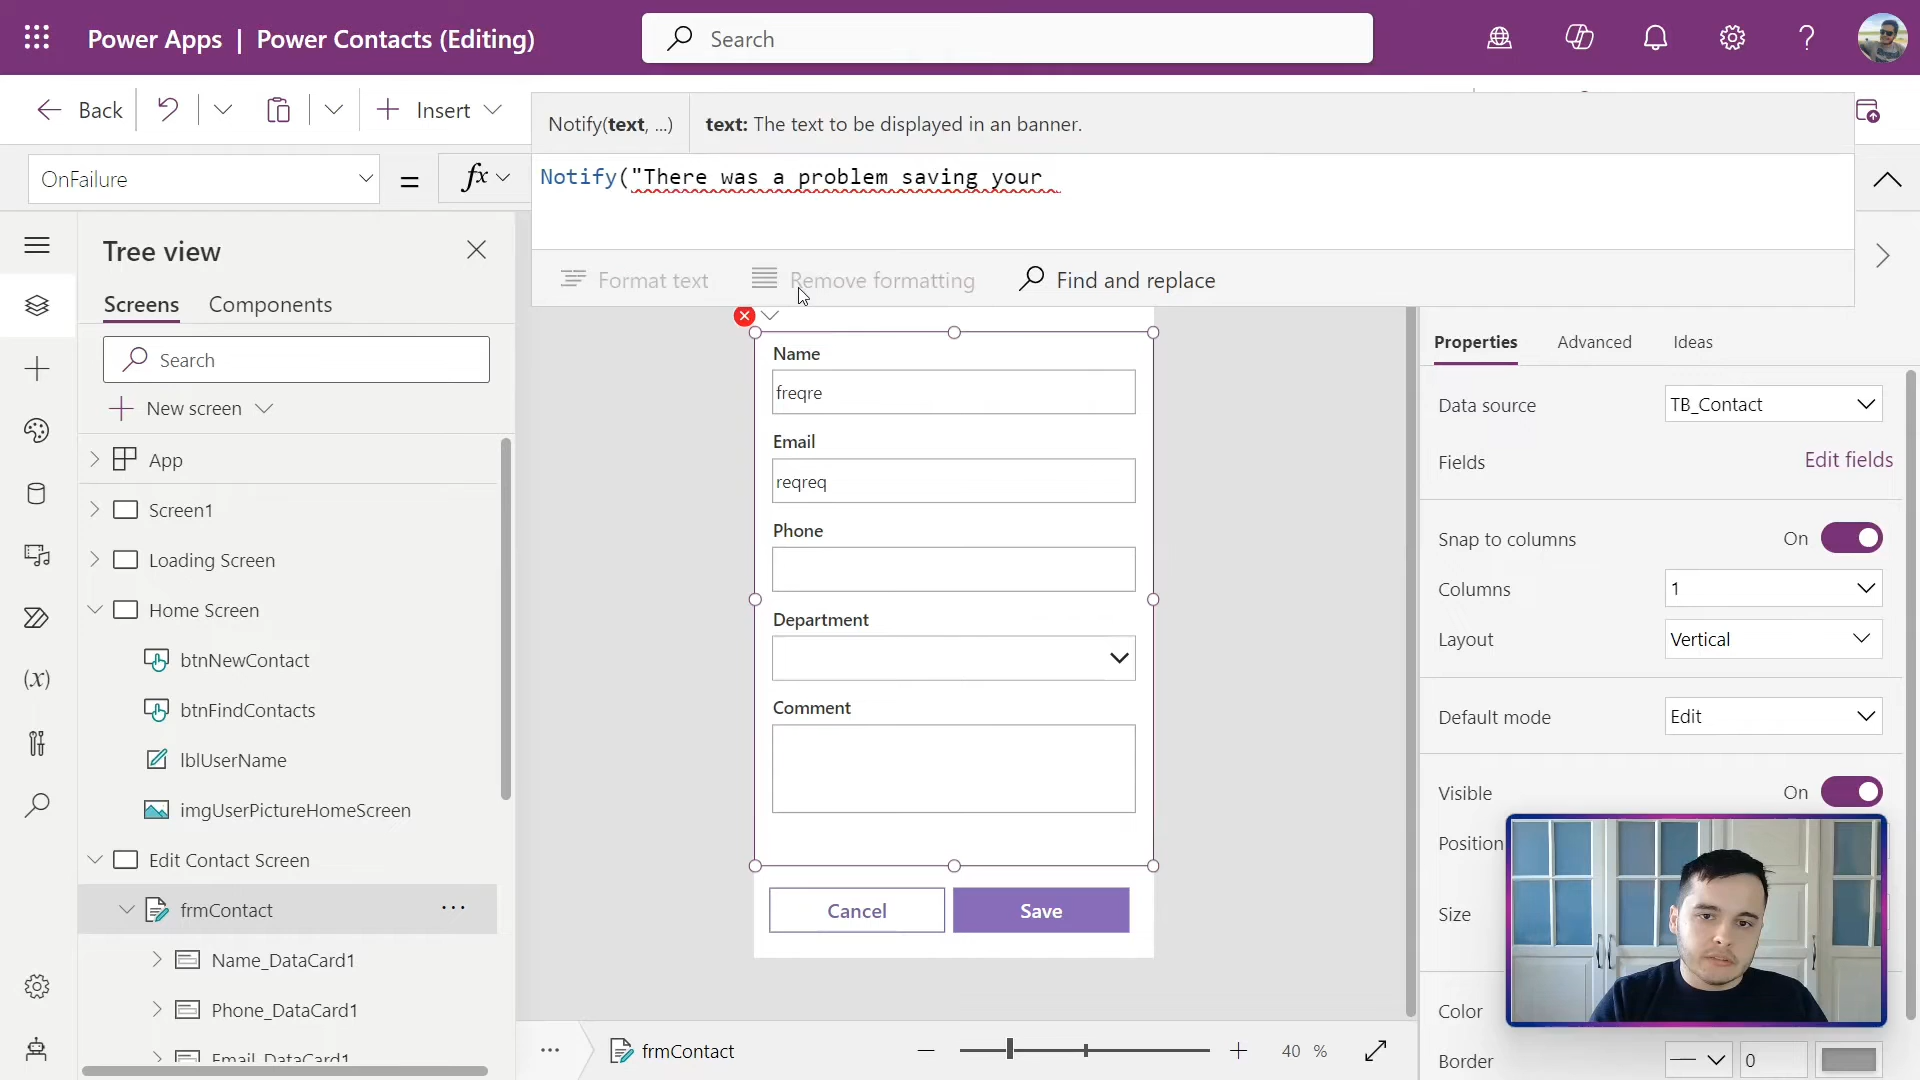 Power Apps | Power Contacts (Editing)
Search
Back
Insert
Notify(text, ...)
text: The text to be displayed in an banner.
OnFailure
=
fx
Notify("There was a problem saving your
Format text
Remove formatting
Find and replace
Tree view
Screens
Components
Search
New screen
App
Screen1
Loading Screen
Home Screen
btnNewContact
btnFindContacts
lblUserName
imgUserPictureHomeScreen
Edit Contact Screen
frmContact
Name_DataCard1
Phone_DataCard1
Email_DataCard1
(x)
Name
freqre
Email
reqreq
Phone
Department
Comment
Cancel
Save
frmContact
40 %
Properties
Advanced
Ideas
Data source
TB_Contact
Fields
Edit fields
Snap to columns
On
Columns
1
Layout
Vertical
Default mode
Edit
Visible
On
Position
Size
Color
Border
0